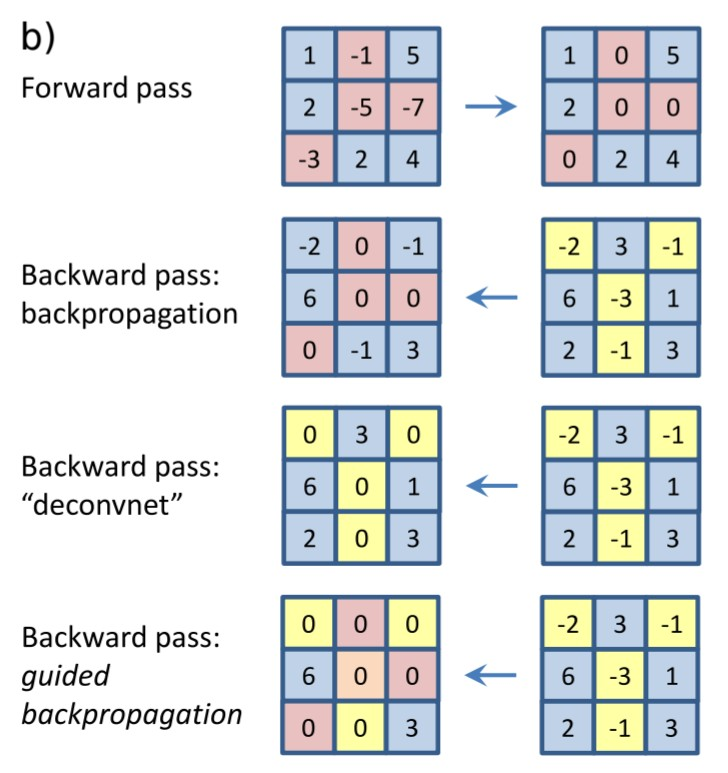 b)
Forward pass
1 -1 5
2 -5 -7
-3 2 4
1 0 5
2 0 0
0 2 4
Backward pass:
backpropagation
-2 0 -1
6 0 0
0 -1 3
-2 3 -1
6 -3 1
2 -1 3
Backward pass:
“deconvnet”
0 3 0
6 0 1
2 0 3
-2 3 -1
6 -3 1
2 -1 3
Backward pass:
guided
backpropagation
0 0 0
6 0 0
0 0 3
-2 3 -1
6 -3 1
2 -1 3